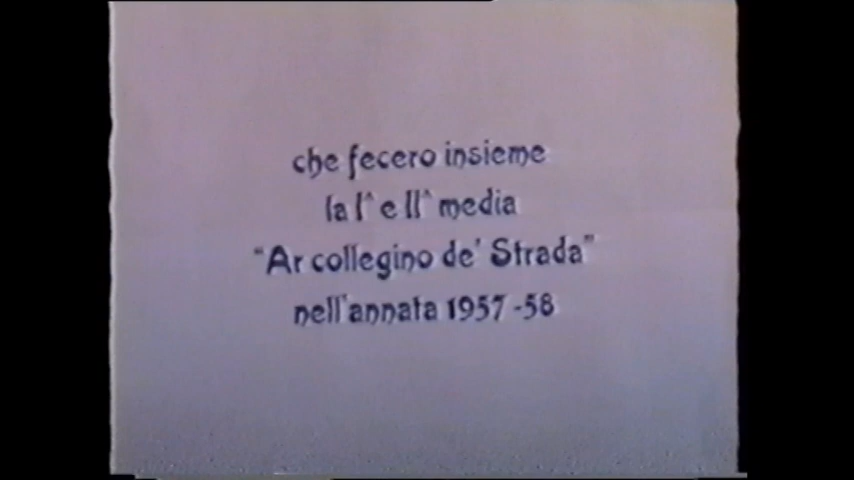 che fecero insieme
la I^ e II^ media
"Ar collegino de' Strada"
nell'annata 1957-58